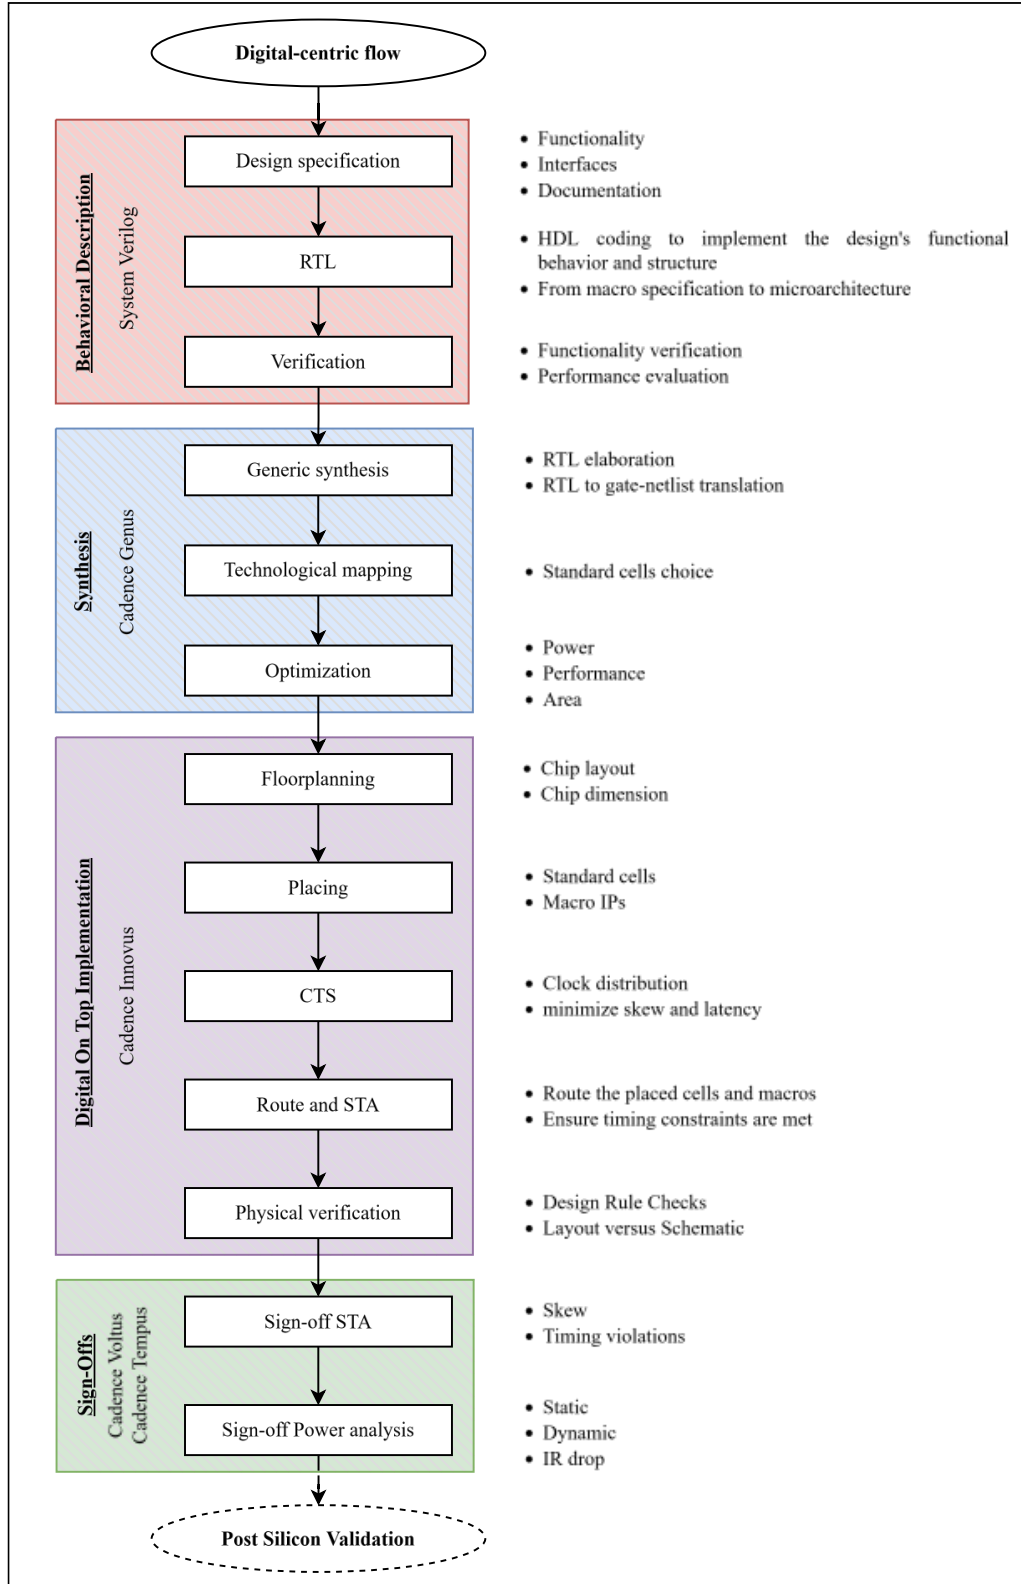 Digital-centric flow
Behavioral Description
System Verilog
Design specification
• Functionality
• Interfaces
• Documentation
RTL
• HDL coding to implement the design's functional
behavior and structure
• From macro specification to microarchitecture
Verification
• Functionality verification
• Performance evaluation
Synthesis
Cadence Genus
Generic synthesis
• RTL elaboration
• RTL to gate-netlist translation
Technological mapping
• Standard cells choice
Optimization
• Power
• Performance
• Area
Digital On Top Implementation
Cadence Innovus
Floorplanning
• Chip layout
• Chip dimension
Placing
• Standard cells
• Macro IPs
CTS
• Clock distribution
• minimize skew and latency
Route and STA
• Route the placed cells and macros
• Ensure timing constraints are met
Physical verification
• Design Rule Checks
• Layout versus Schematic
Sign-Offs
Cadence Voltus
Cadence Tempus
Sign-off STA
• Skew
• Timing violations
Sign-off Power analysis
• Static
• Dynamic
• IR drop
Post Silicon Validation